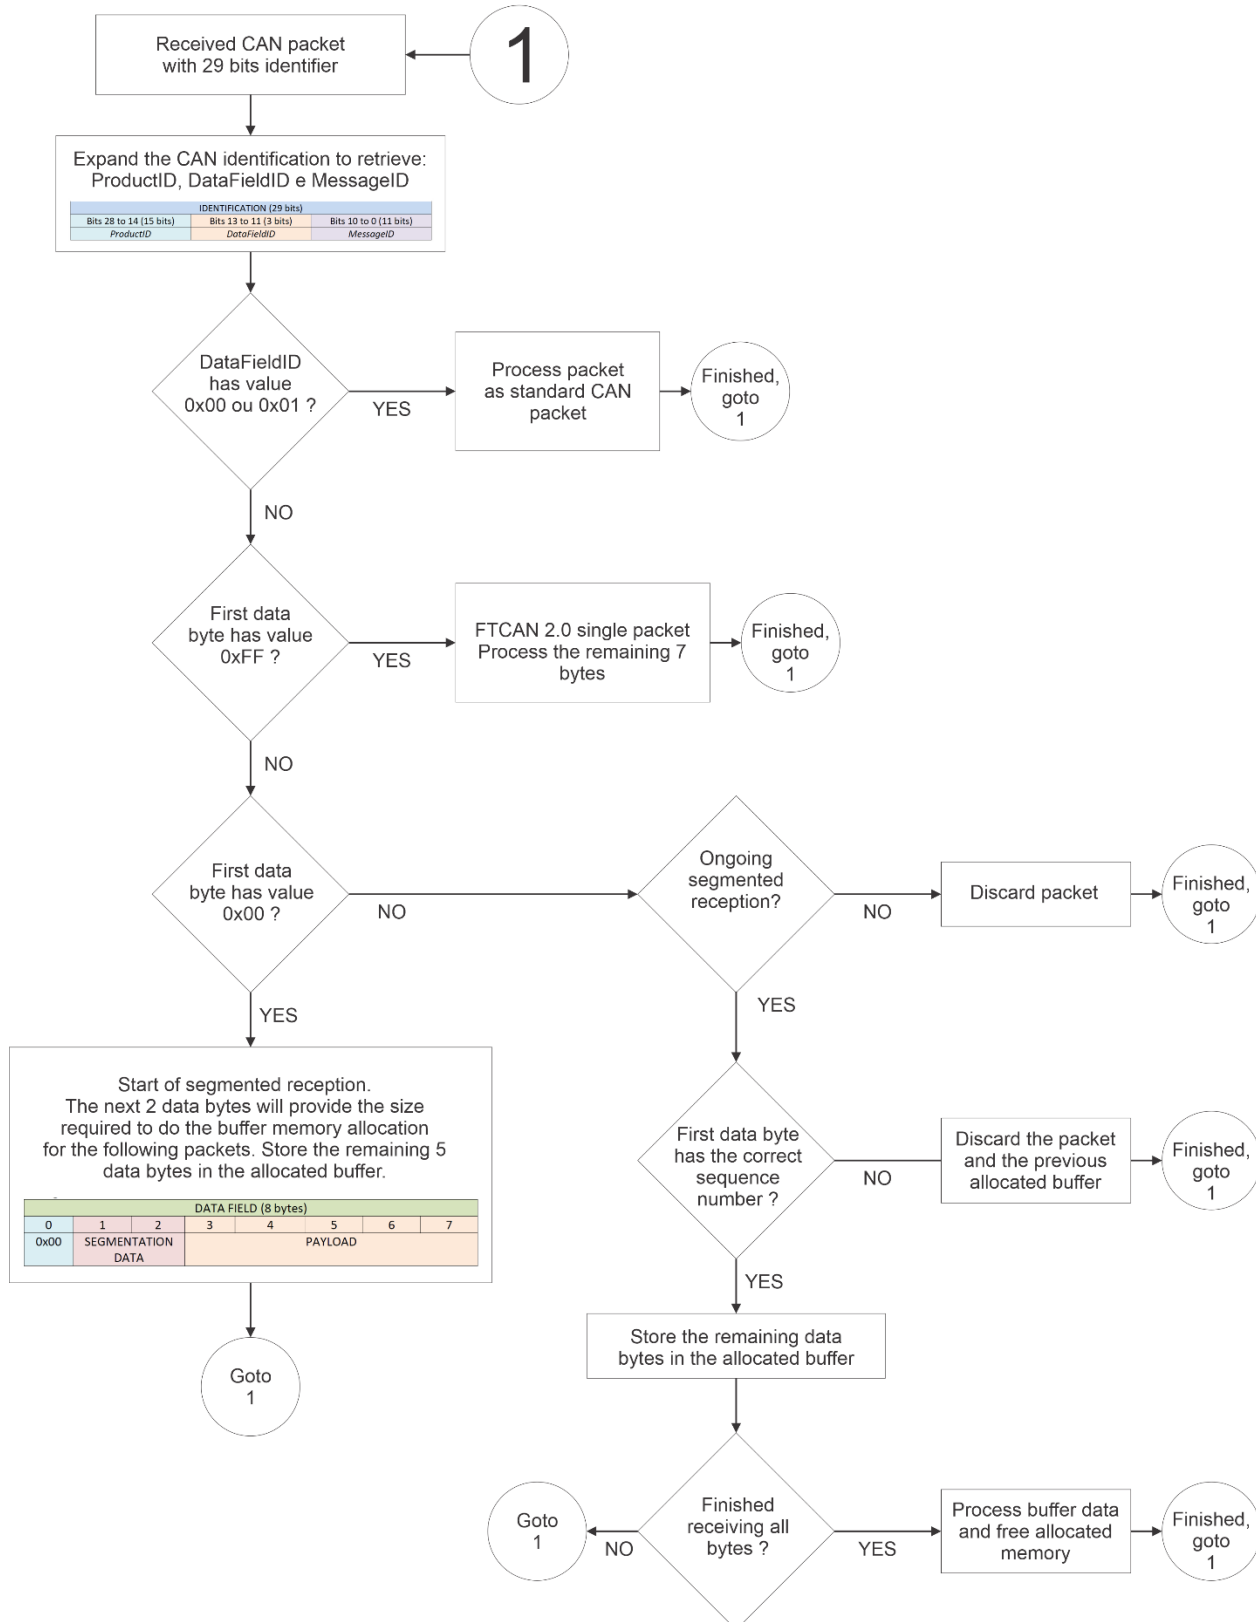 Received CAN packet
with 29 bits identifier
1
Expand the CAN identification to retrieve:
ProductID, DataFieldID e MessageID
IDENTIFICATION (29 bits)
Bits 28 to 14 (15 bits) Bits 13 to 11 (3 bits) Bits 10 to 0 (11 bits)
ProductID DataFieldID MessageID
DataFieldID
has value
0x00 ou 0x01 ?
YES
Process packet
as standard CAN
packet
Finished,
goto
1
NO
First data
byte has value
0xFF ?
YES
FTCAN 2.0 single packet
Process the remaining 7
bytes
Finished,
goto
1
NO
First data
byte has value
0x00 ?
NO
Ongoing
segmented
reception?
NO
Discard packet
Finished,
goto
1
YES
YES
Start of segmented reception.
The next 2 data bytes will provide the size
required to do the buffer memory allocation
for the following packets. Store the remaining 5
data bytes in the allocated buffer.
DATA FIELD (8 bytes)
0 1 2 3 4 5 6 7
0x00 SEGMENTATION PAYLOAD
DATA
Goto
1
First data byte
has the correct
sequence
number ?
NO
Discard the packet
and the previous
allocated buffer
Finished,
goto
1
YES
Store the remaining data
bytes in the allocated buffer
Finished
receiving all
bytes ?
NO
Goto
1
YES
Process buffer data
and free allocated
memory
Finished,
goto
1